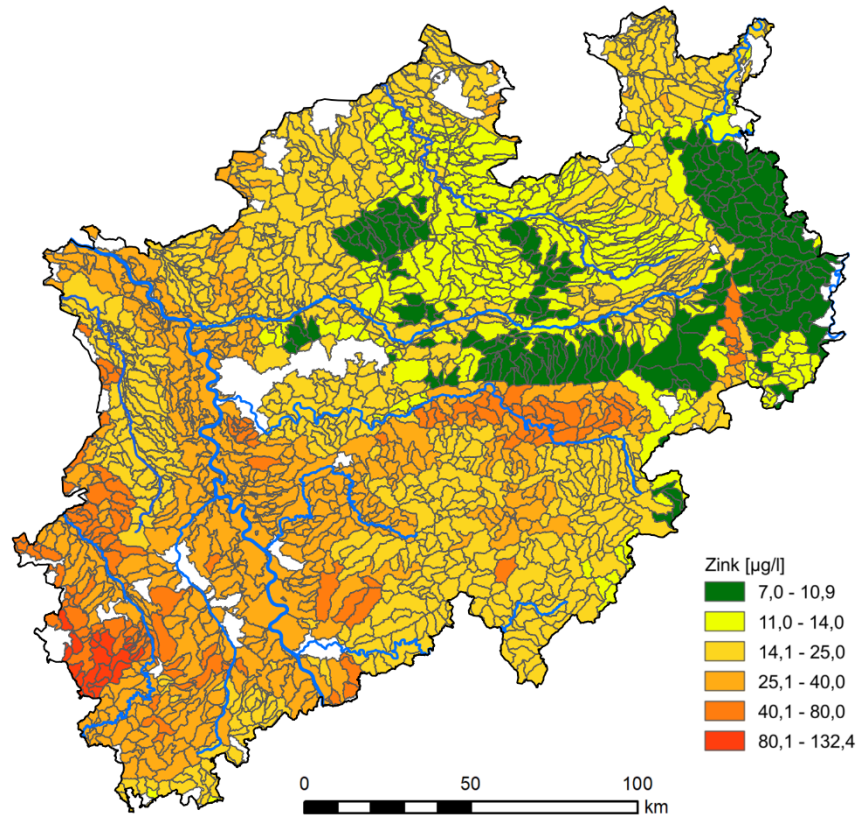 Zink [µg/l]
7,0 - 10,9
11,0 - 14,0
14,1 - 25,0
25,1 - 40,0
40,1 - 80,0
80,1 - 132,4
0 50 100
km